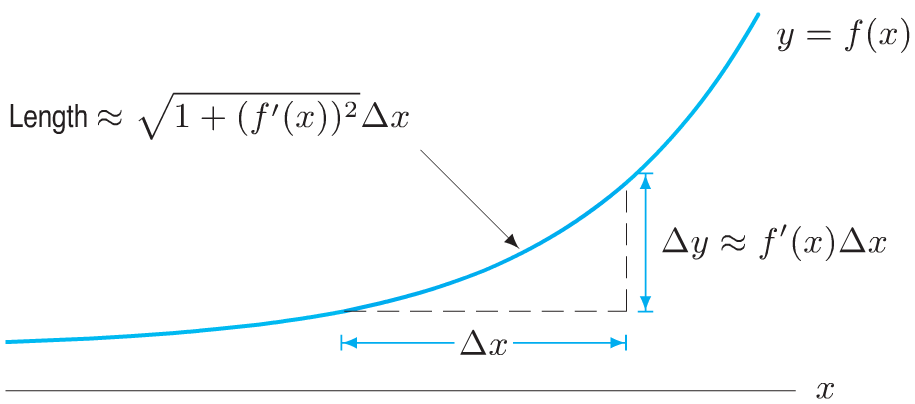 y = f(x)
Length ≈ √(1 + (f′(x))²)Δx
Δy ≈ f′(x)Δx
Δx
x